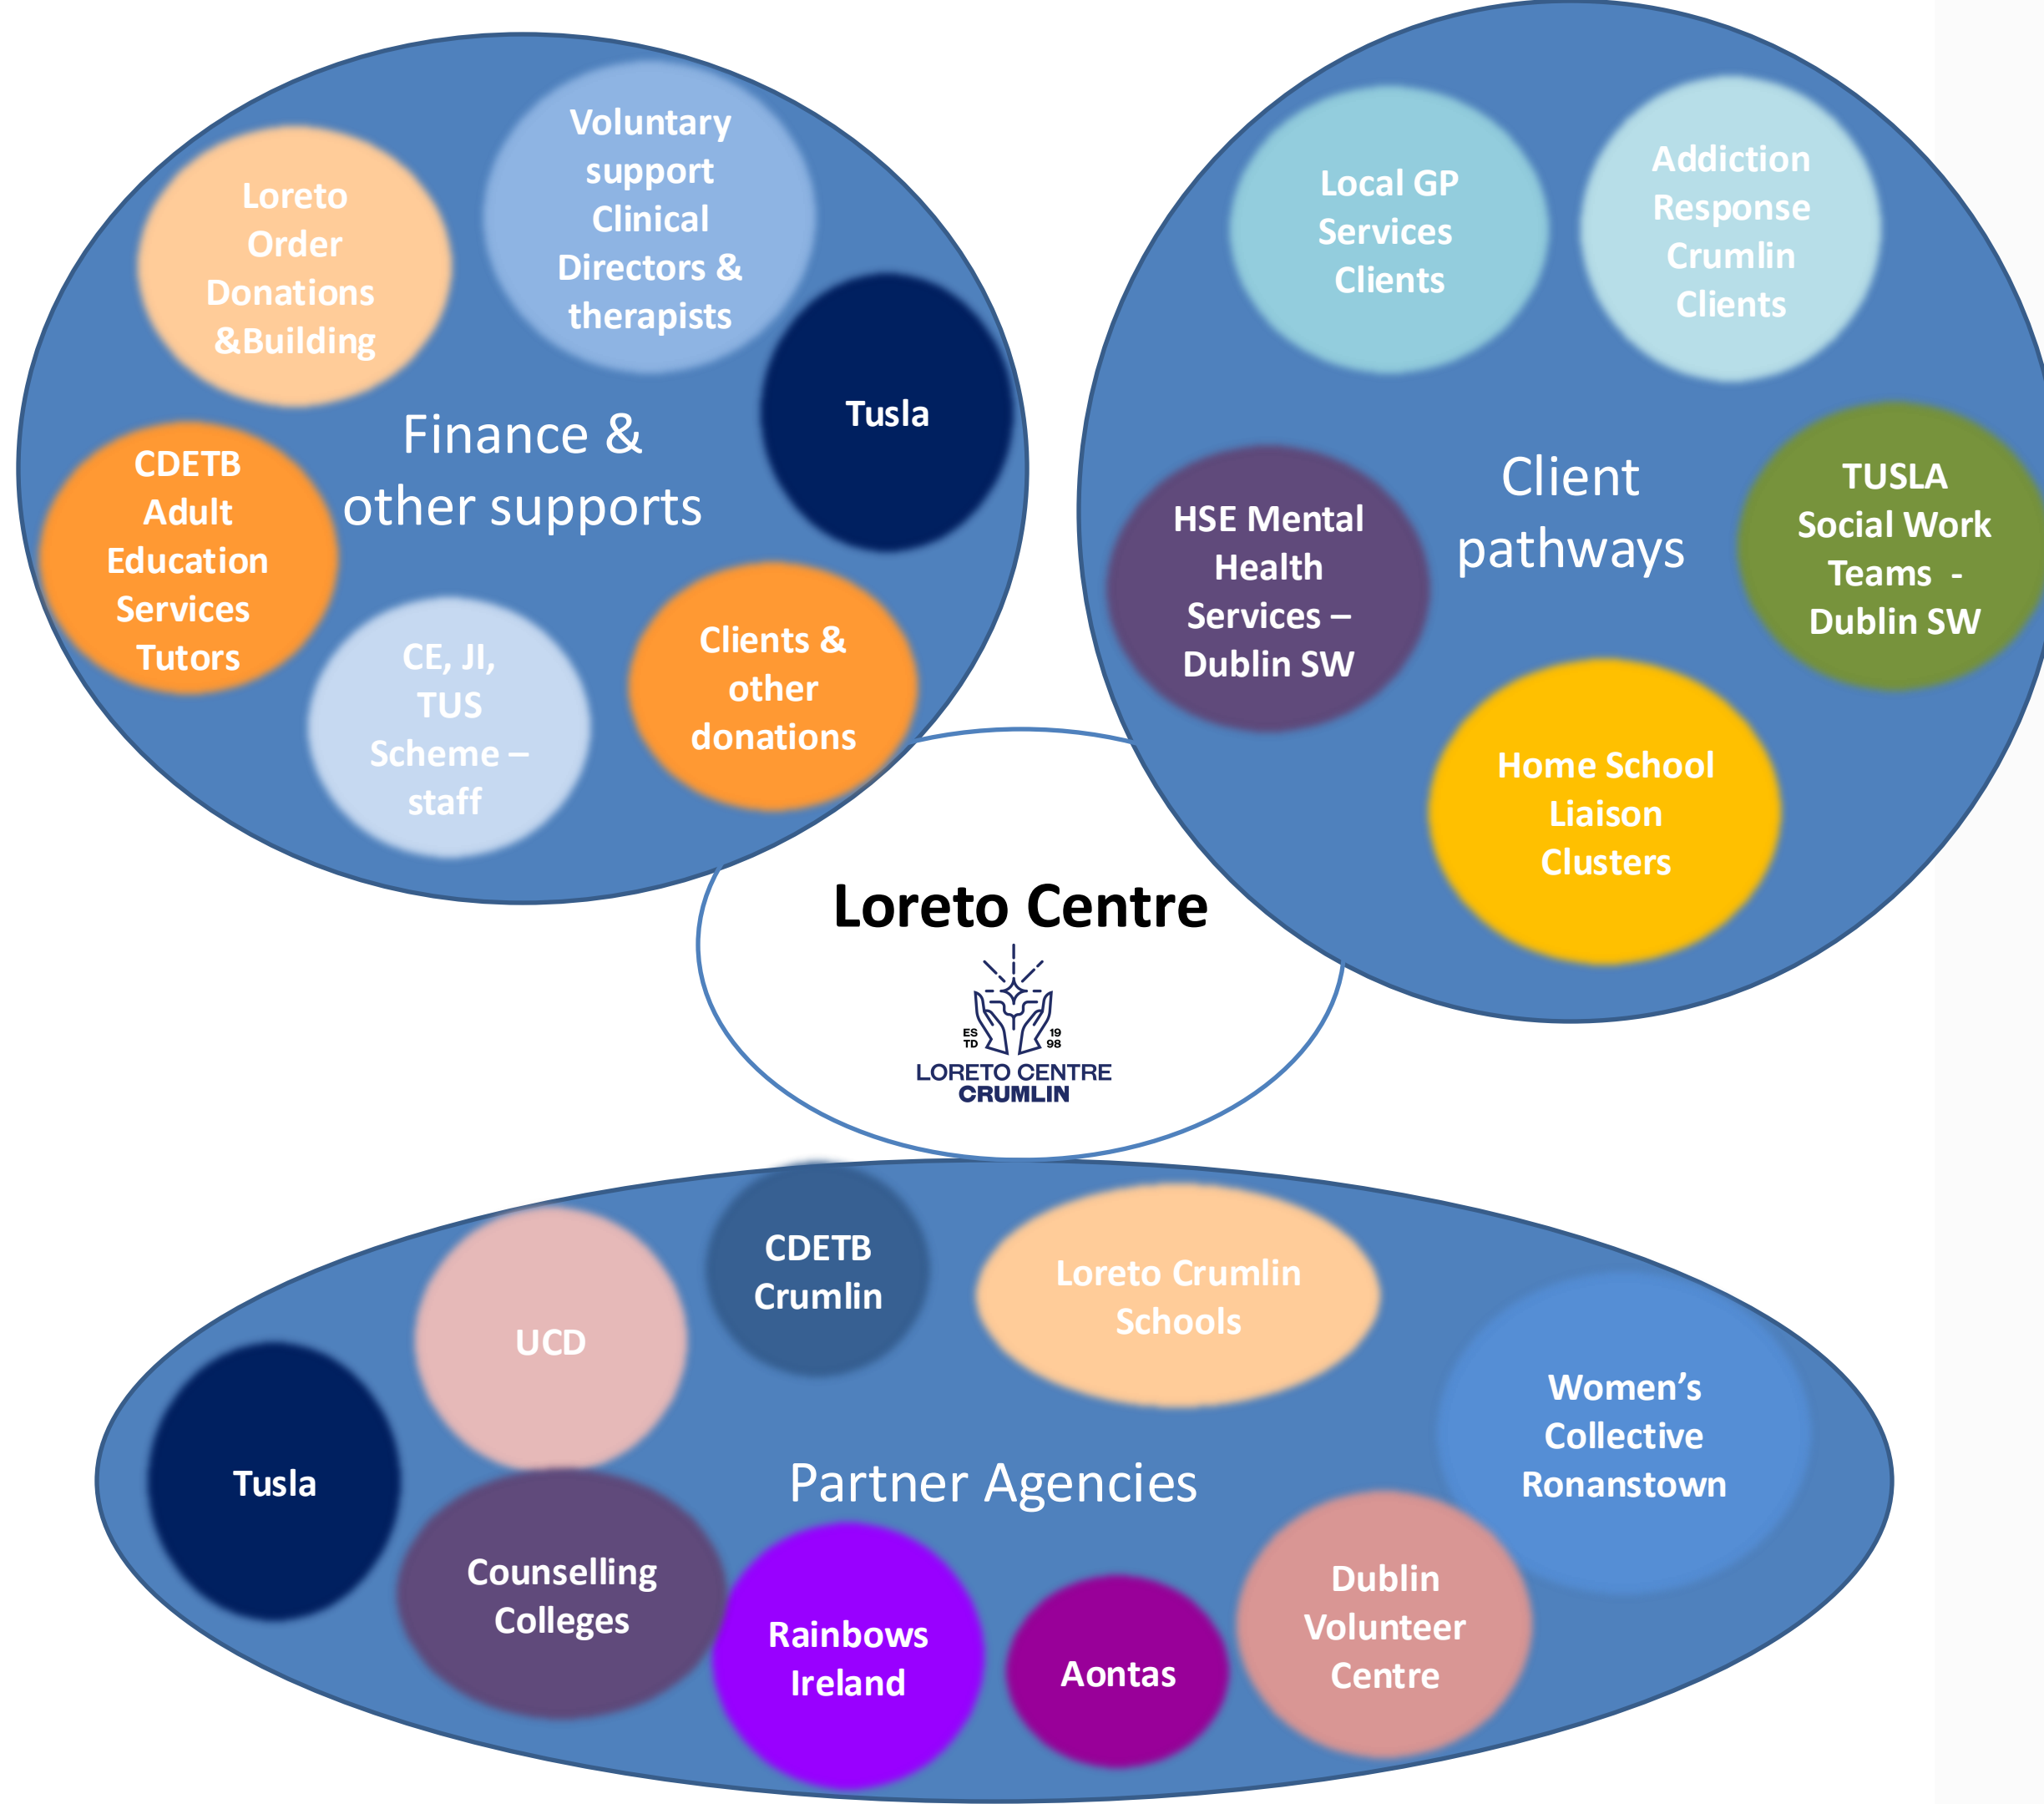 Voluntary
support
Clinical
Directors &
therapists
Loreto
Order
Donations
&Building
Tusla
Finance &
other supports
CDETB
Adult
Education
Services
Tutors
CE, JI,
TUS
Scheme –
staff
Clients &
other
donations
Local GP
Services
Clients
Addiction
Response
Crumlin
Clients
Client
pathways
HSE Mental
Health
Services –
Dublin SW
TUSLA
Social Work
Teams -
Dublin SW
Home School
Liaison
Clusters
Loreto Centre
ES
TD
19
98
LORETO CENTRE
CRUMLIN
CDETB
Crumlin
Loreto Crumlin
Schools
UCD
Women’s
Collective
Ronanstown
Tusla
Partner Agencies
Counselling
Colleges
Rainbows
Ireland
Aontas
Dublin
Volunteer
Centre